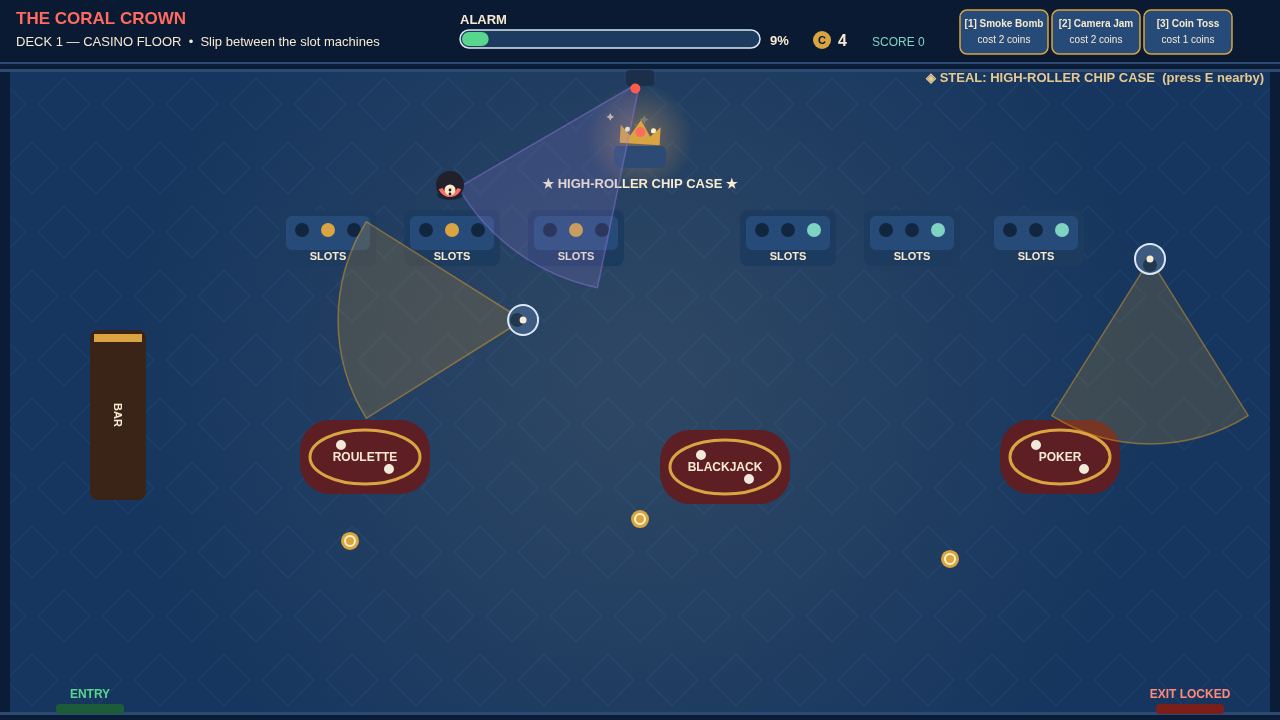 THE CORAL CROWN
DECK 1 — CASINO FLOOR • Slip between the slot machines
ALARM
9%
C 4
SCORE 0
[1] Smoke Bomb
cost 2 coins
[2] Camera Jam
cost 2 coins
[3] Coin Toss
cost 1 coins
◈ STEAL: HIGH-ROLLER CHIP CASE (press E nearby)
★ HIGH-ROLLER CHIP CASE ★
SLOTS
SLOTS
SLOTS
SLOTS
SLOTS
SLOTS
BAR
ROULETTE
BLACKJACK
POKER
ENTRY
EXIT LOCKED